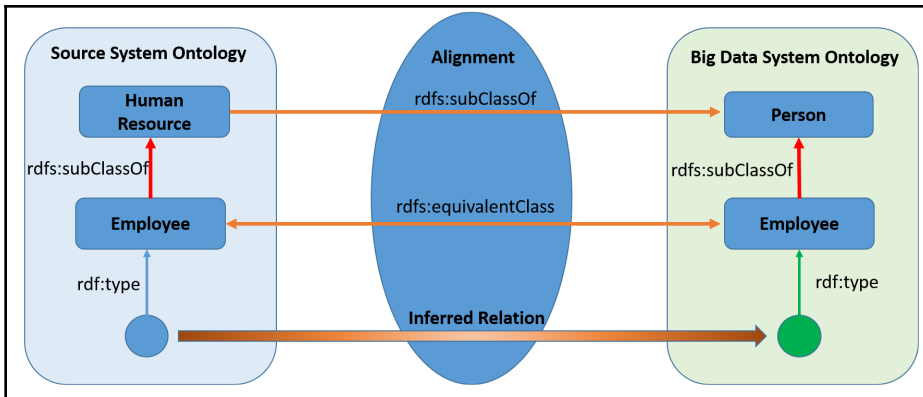 Source System Ontology
Alignment
Big Data System Ontology
Human
Resource
rdfs:subClassOf
Person
rdfs:subClassOf
rdfs:subClassOf
Employee
rdfs:equivalentClass
Employee
rdf:type
rdf:type
Inferred Relation